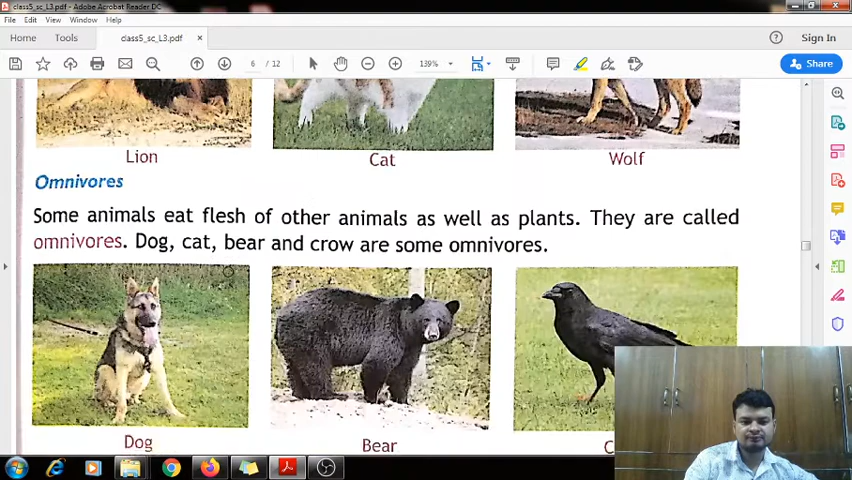 class5_sc_L3.pdf - Adobe Acrobat Reader DC
File Edit View Window Help
Home Tools class5_sc_L3.pdf × Sign In
6 / 12 139% Share
Lion Cat Wolf
Omnivores
Some animals eat flesh of other animals as well as plants. They are called
omnivores. Dog, cat, bear and crow are some omnivores.
Dog Bear